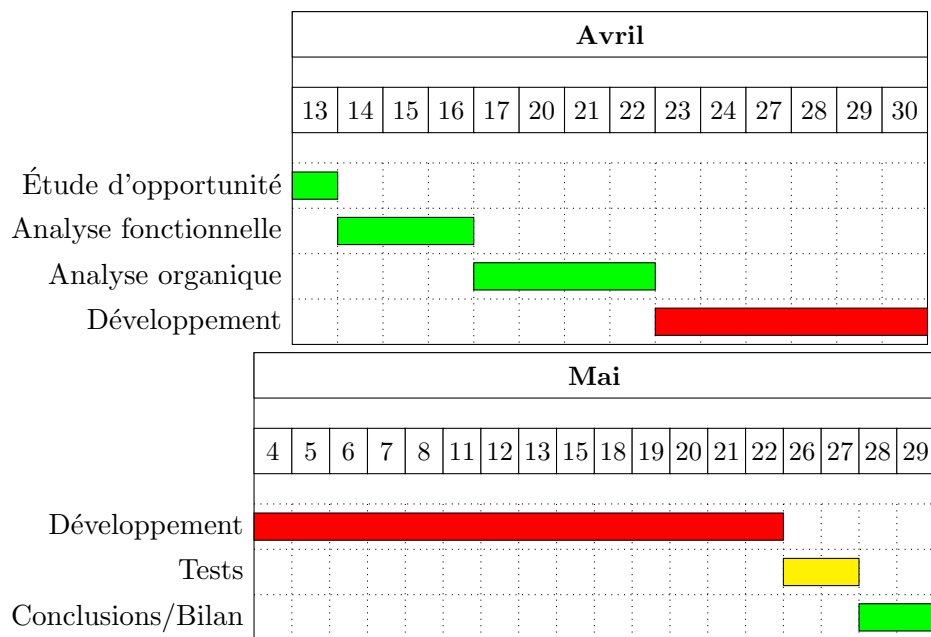 Avril
13 14 15 16 17 20 21 22 23 24 27 28 29 30
Étude d'opportunité
Analyse fonctionnelle
Analyse organique
Développement
Mai
4 5 6 7 8 11 12 13 15 18 19 20 21 22 26 27 28 29
Développement
Tests
Conclusions/Bilan